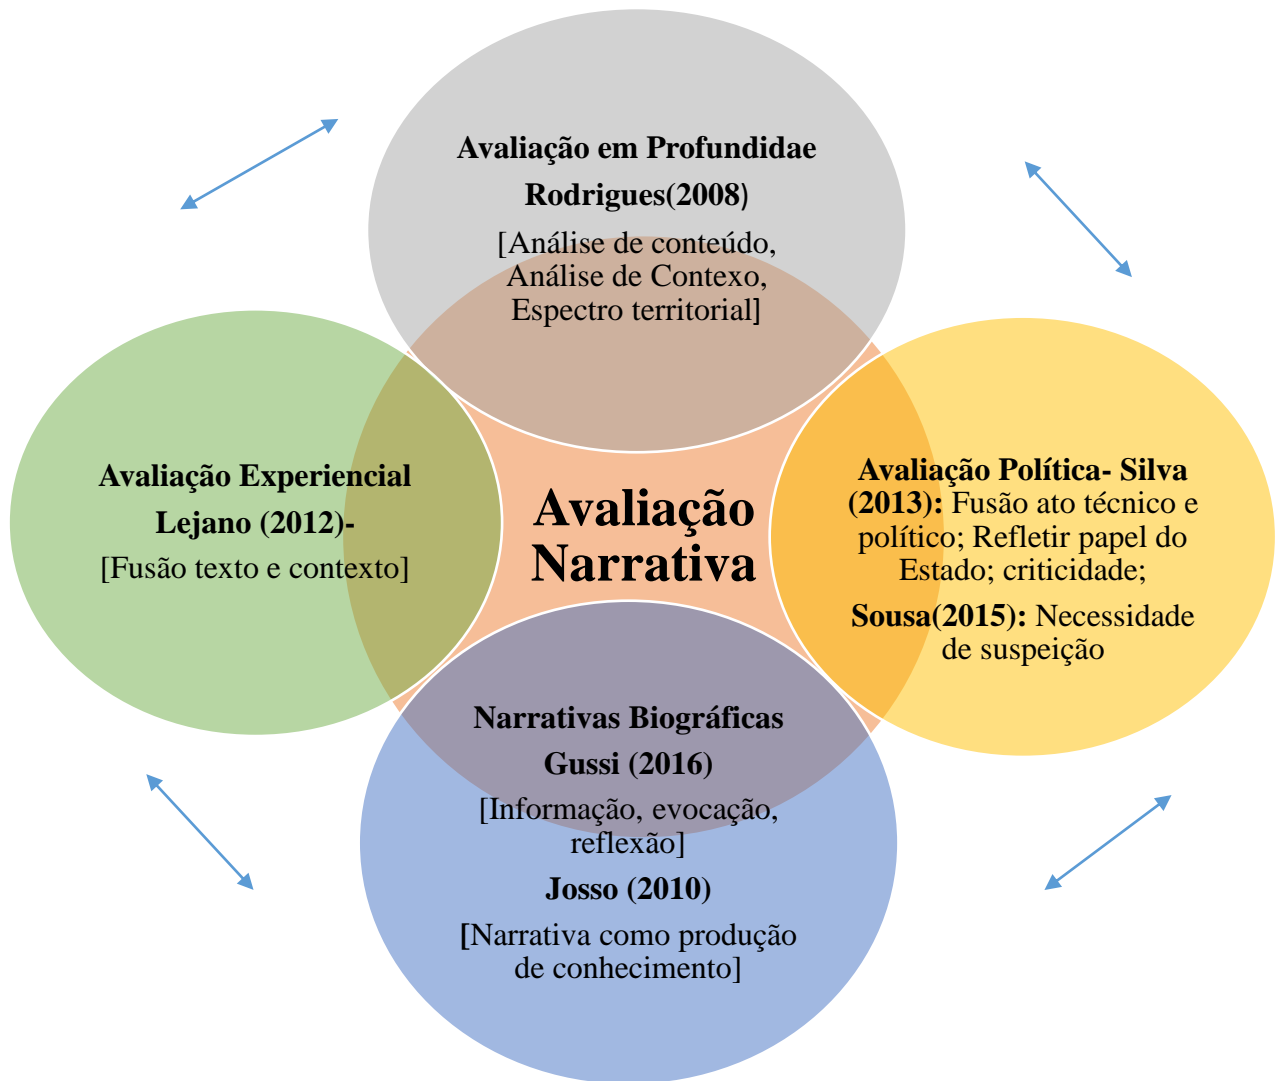 Avaliação em Profundidae
Rodrigues(2008)
[Análise de conteúdo,
Análise de Contexo,
Espectro territorial]
Avaliação Experiencial
Lejano (2012)-
[Fusão texto e contexto]
Avaliação
Narrativa
Avaliação Política- Silva
(2013): Fusão ato técnico e
político; Refletir papel do
Estado; criticidade;
Sousa(2015): Necessidade
de suspeição
Narrativas Biográficas
Gussi (2016)
[Informação, evocação,
reflexão]
Josso (2010)
[Narrativa como produção
de conhecimento]